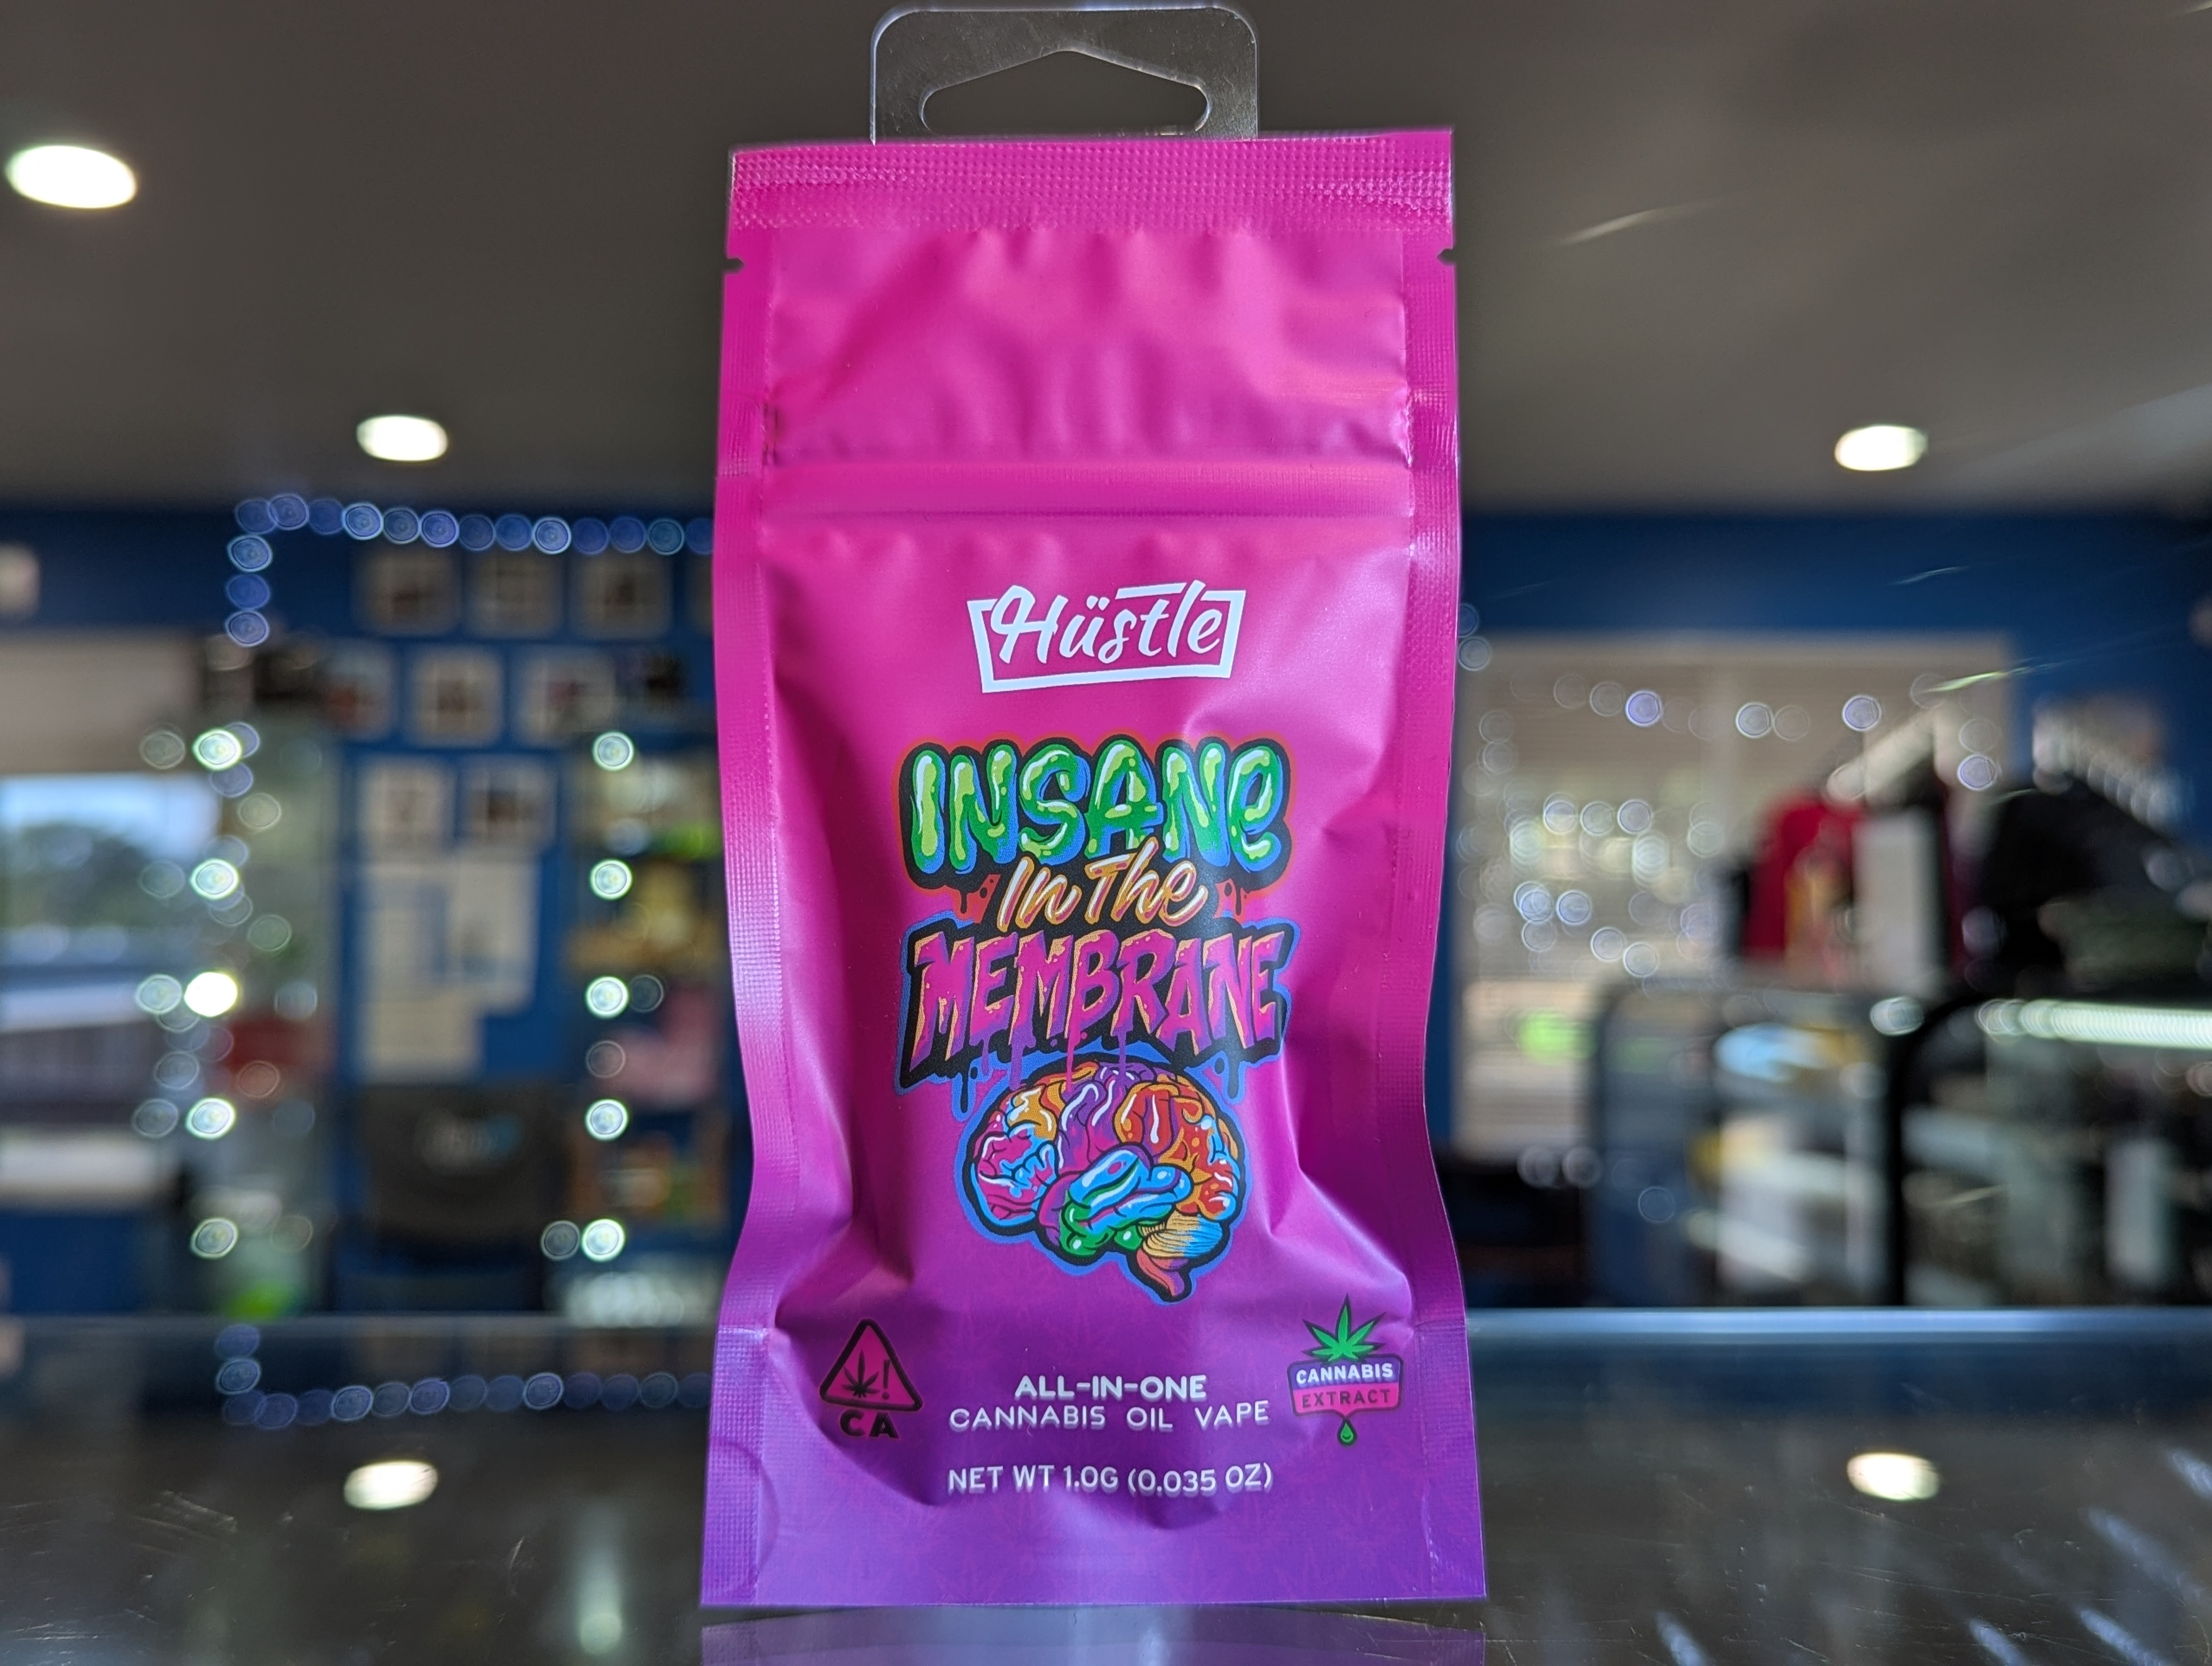 Hüstle
INSANE
In The
MEMBRANE
CA
ALL-IN-ONE
CANNABIS OIL VAPE
CANNABIS
EXTRACT
NET WT 1.0G (0.035 OZ)